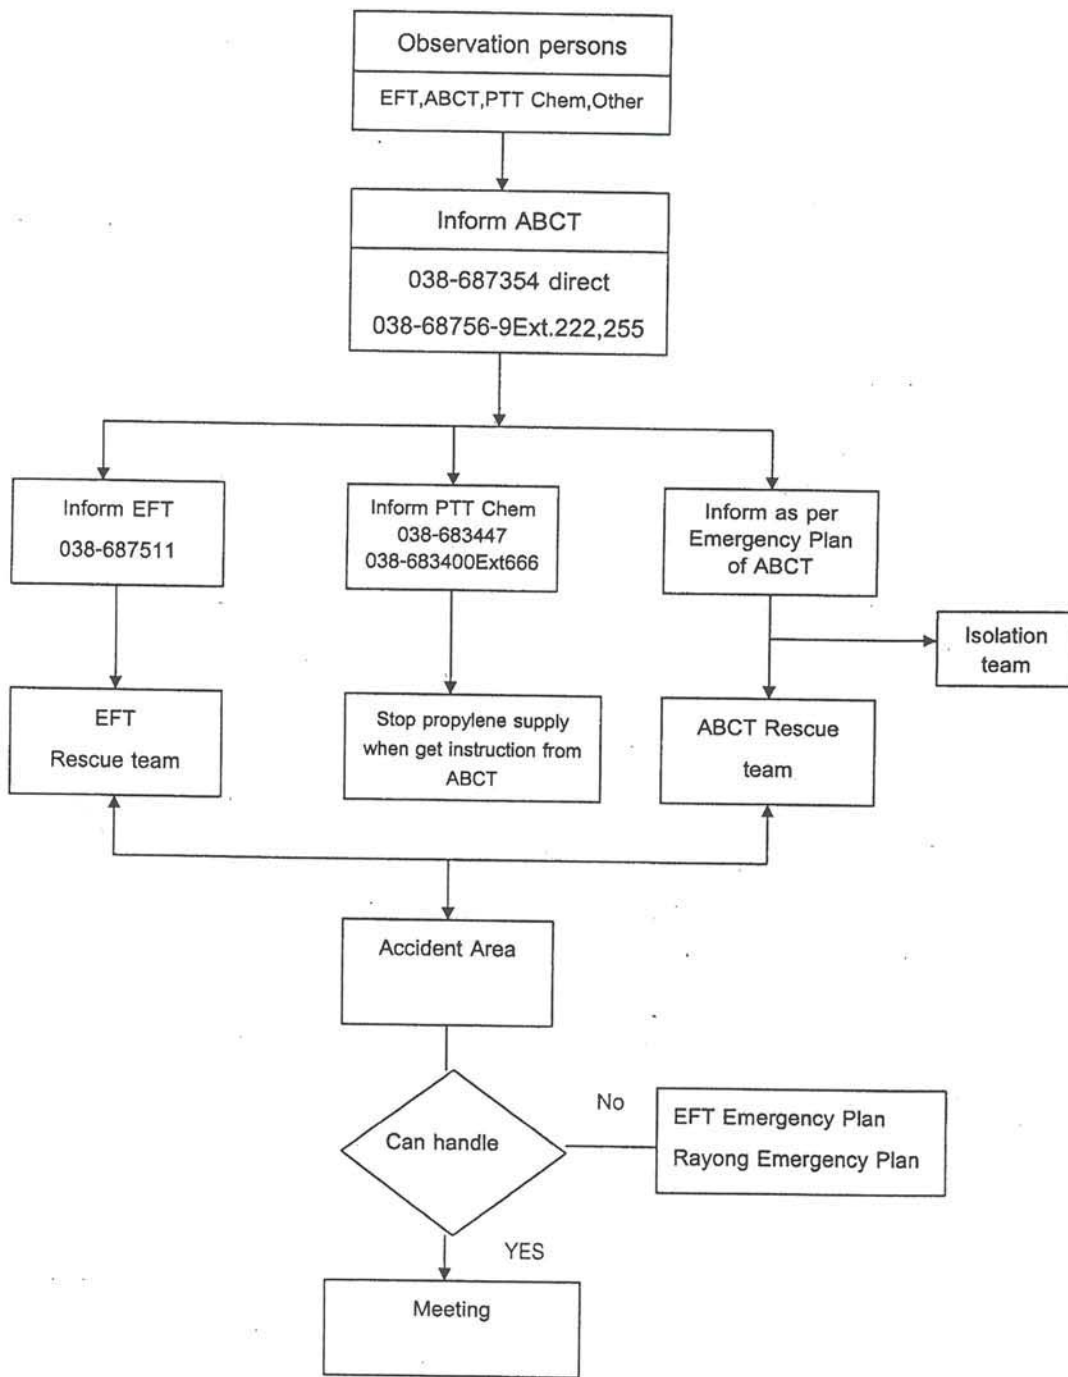 Observation persons
EFT,ABCT,PTT Chem,Other
Inform ABCT
038-687354 direct
038-68756-9Ext.222,255
Inform EFT
038-687511
Inform PTT Chem
038-683447
038-683400Ext666
Inform as per
Emergency Plan
of ABCT
Isolation
team
EFT
Rescue team
Stop propylene supply
when get instruction from
ABCT
ABCT Rescue
team
Accident Area
Can handle
No
EFT Emergency Plan
Rayong Emergency Plan
YES
Meeting